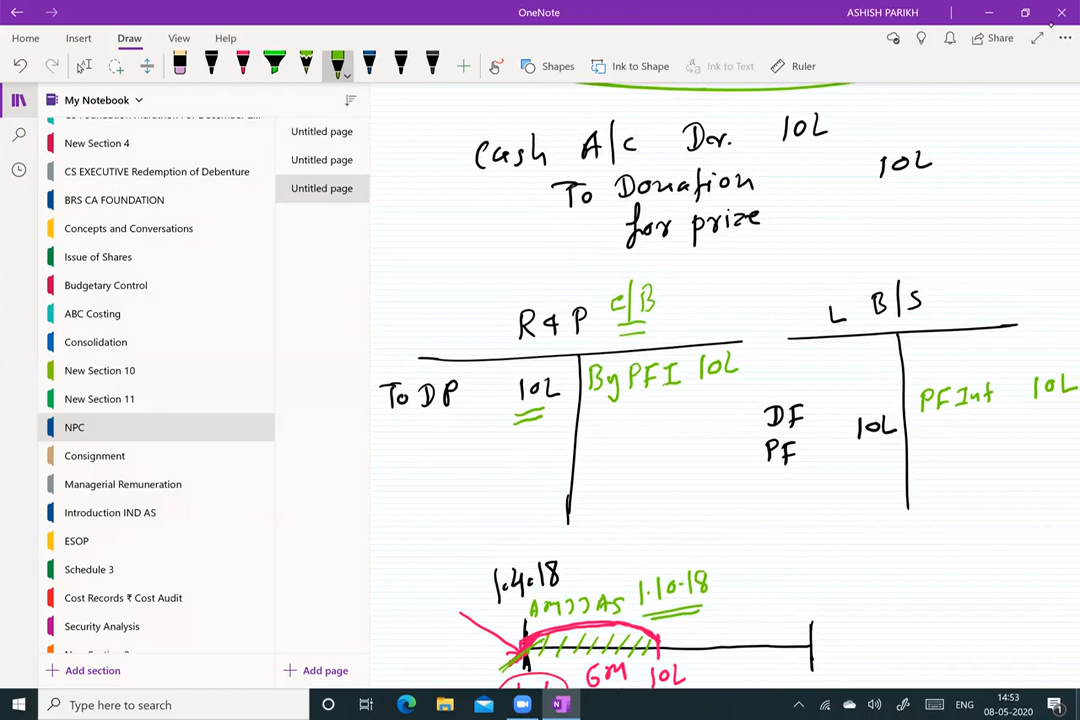 OneNote
ASHISH PARIKH
Home Insert Draw View Help
Share
Shapes Ink to Shape Ink to Text Ruler
My Notebook
New Section 4
CS EXECUTIVE Redemption of Debenture
BRS CA FOUNDATION
Concepts and Conversations
Issue of Shares
Budgetary Control
ABC Costing
Consolidation
New Section 10
New Section 11
NPC
Consignment
Managerial Remuneration
Introduction IND AS
ESOP
Schedule 3
Cost Records ₹ Cost Audit
Security Analysis
Add section
Untitled page
Untitled page
Untitled page
Add page
Cash A/c Dr. 10L
To Donation 10L
for prize
R & P C/B
To DP 10L By PFI 10L
L B/S
PF Int 10L
DF 10L
PF
1.4.18
AMJJAS 1.10.18
6M 10L
Type here to search
ENG
14:53
08-05-2020